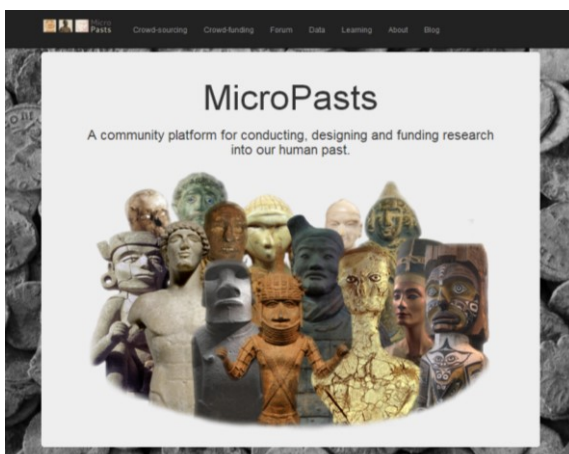 Micro
Pasts
Crowd-sourcing Crowd-funding Forum Data Learning About Blog
MicroPasts
A community platform for conducting, designing and funding research
into our human past.